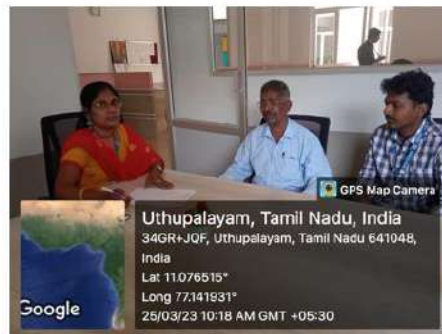 GPS Map Camera
Uthupalayam, Tamil Nadu, India
34GR+JQF, Uthupalayam, Tamil Nadu 641048,
India
Lat 11.076515°
Long 77.141931°
25/03/23 10:18 AM GMT +05:30
Google